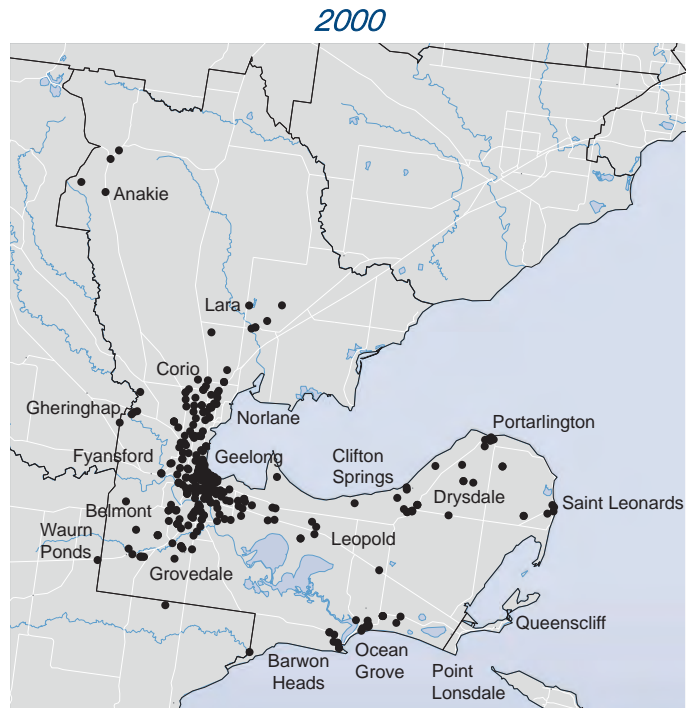 2000
Anakie
Lara
Corio
Gheringhap
Norlane
Portarlington
Fyansford
Geelong
Clifton
Springs
Drysdale
Saint Leonards
Belmont
Waurn
Ponds
Leopold
Grovedale
Queenscliff
Barwon
Heads
Ocean
Grove
Point
Lonsdale